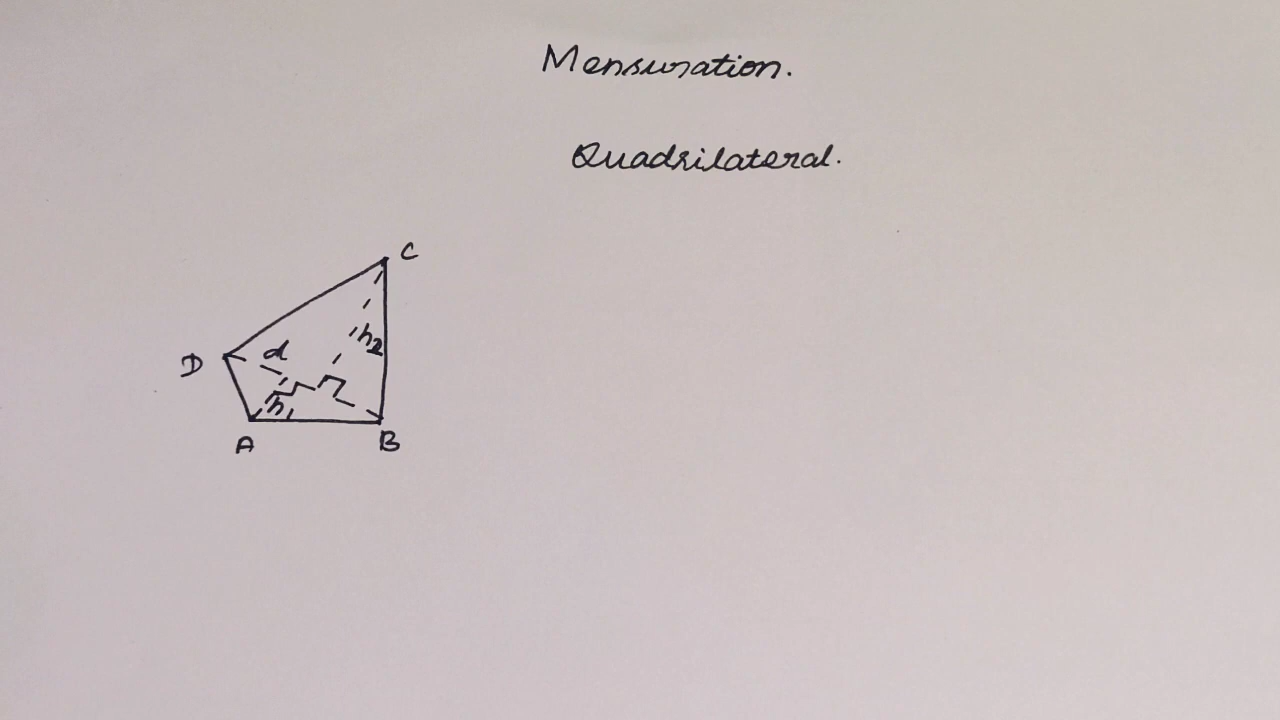 Mensuration.
Quadrilateral.
C
D
d
h2
h1
A
B